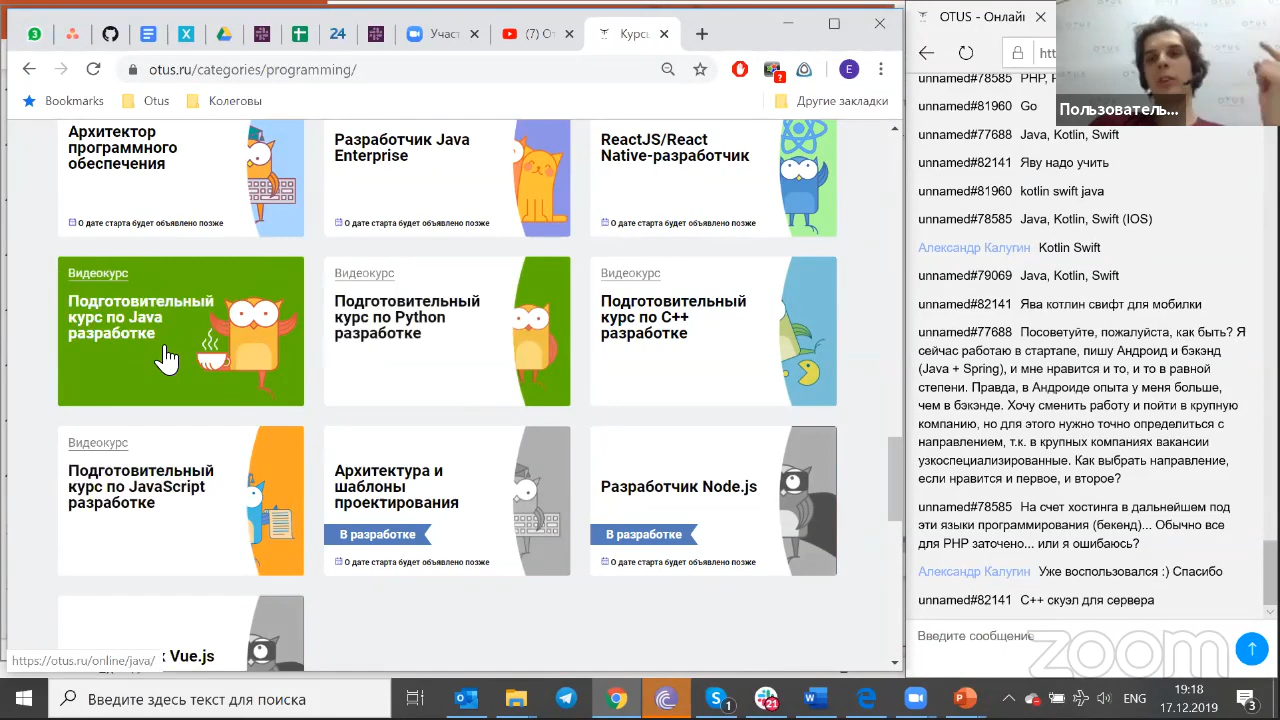 Участ
(7) От
Курсы
otus.ru/categories/programming/
Bookmarks
Otus
Колеговы
Другие закладки
Архитектор
программного
обеспечения
О дате старта будет объявлено позже
Разработчик Java
Enterprise
О дате старта будет объявлено позже
ReactJS/React
Native-разработчик
О дате старта будет объявлено позже
Видеокурс
Подготовительный
курс по Java
разработке
Видеокурс
Подготовительный
курс по Python
разработке
Видеокурс
Подготовительный
курс по C++
разработке
Видеокурс
Подготовительный
курс по JavaScript
разработке
Архитектура и
шаблоны
проектирования
В разработке
О дате старта будет объявлено позже
Разработчик Node.js
В разработке
О дате старта будет объявлено позже
Vue.js
https://otus.ru/online/java/
OTUS - Онлай
Пользователь...
unnamed#78585 PHP,
unnamed#81960 Go
unnamed#77688 Java, Kotlin, Swift
unnamed#82141 Яву надо учить
unnamed#81960 kotlin swift java
unnamed#78585 Java, Kotlin, Swift (IOS)
Александр Калугин Kotlin Swift
unnamed#79069 Java, Kotlin, Swift
unnamed#82141 Ява котлин свифт для мобилки
unnamed#77688 Посоветуйте, пожалуйста, как быть? Я
сейчас работаю в стартапе, пишу Андроид и бэкэнд
(Java + Spring), и мне нравится и то, и то в равной
степени. Правда, в Андроиде опыта у меня больше,
чем в бэкэнде. Хочу сменить работу и пойти в крупную
компанию, но для этого нужно точно определиться с
направлением, т.к. в крупных компаниях вакансии
узкоспециализированные. Как выбрать направление,
если нравится и первое, и второе?
unnamed#78585 На счет хостинга в дальнейшем под
эти языки программирования (бекенд)... Обычно все
для PHP заточено... или я ошибаюсь?
Александр Калугин Уже воспользовался :) Спасибо
unnamed#82141 С++ скуэл для сервера
Введите сообщение
zoom
Введите здесь текст для поиска
ENG
19:18
17.12.2019